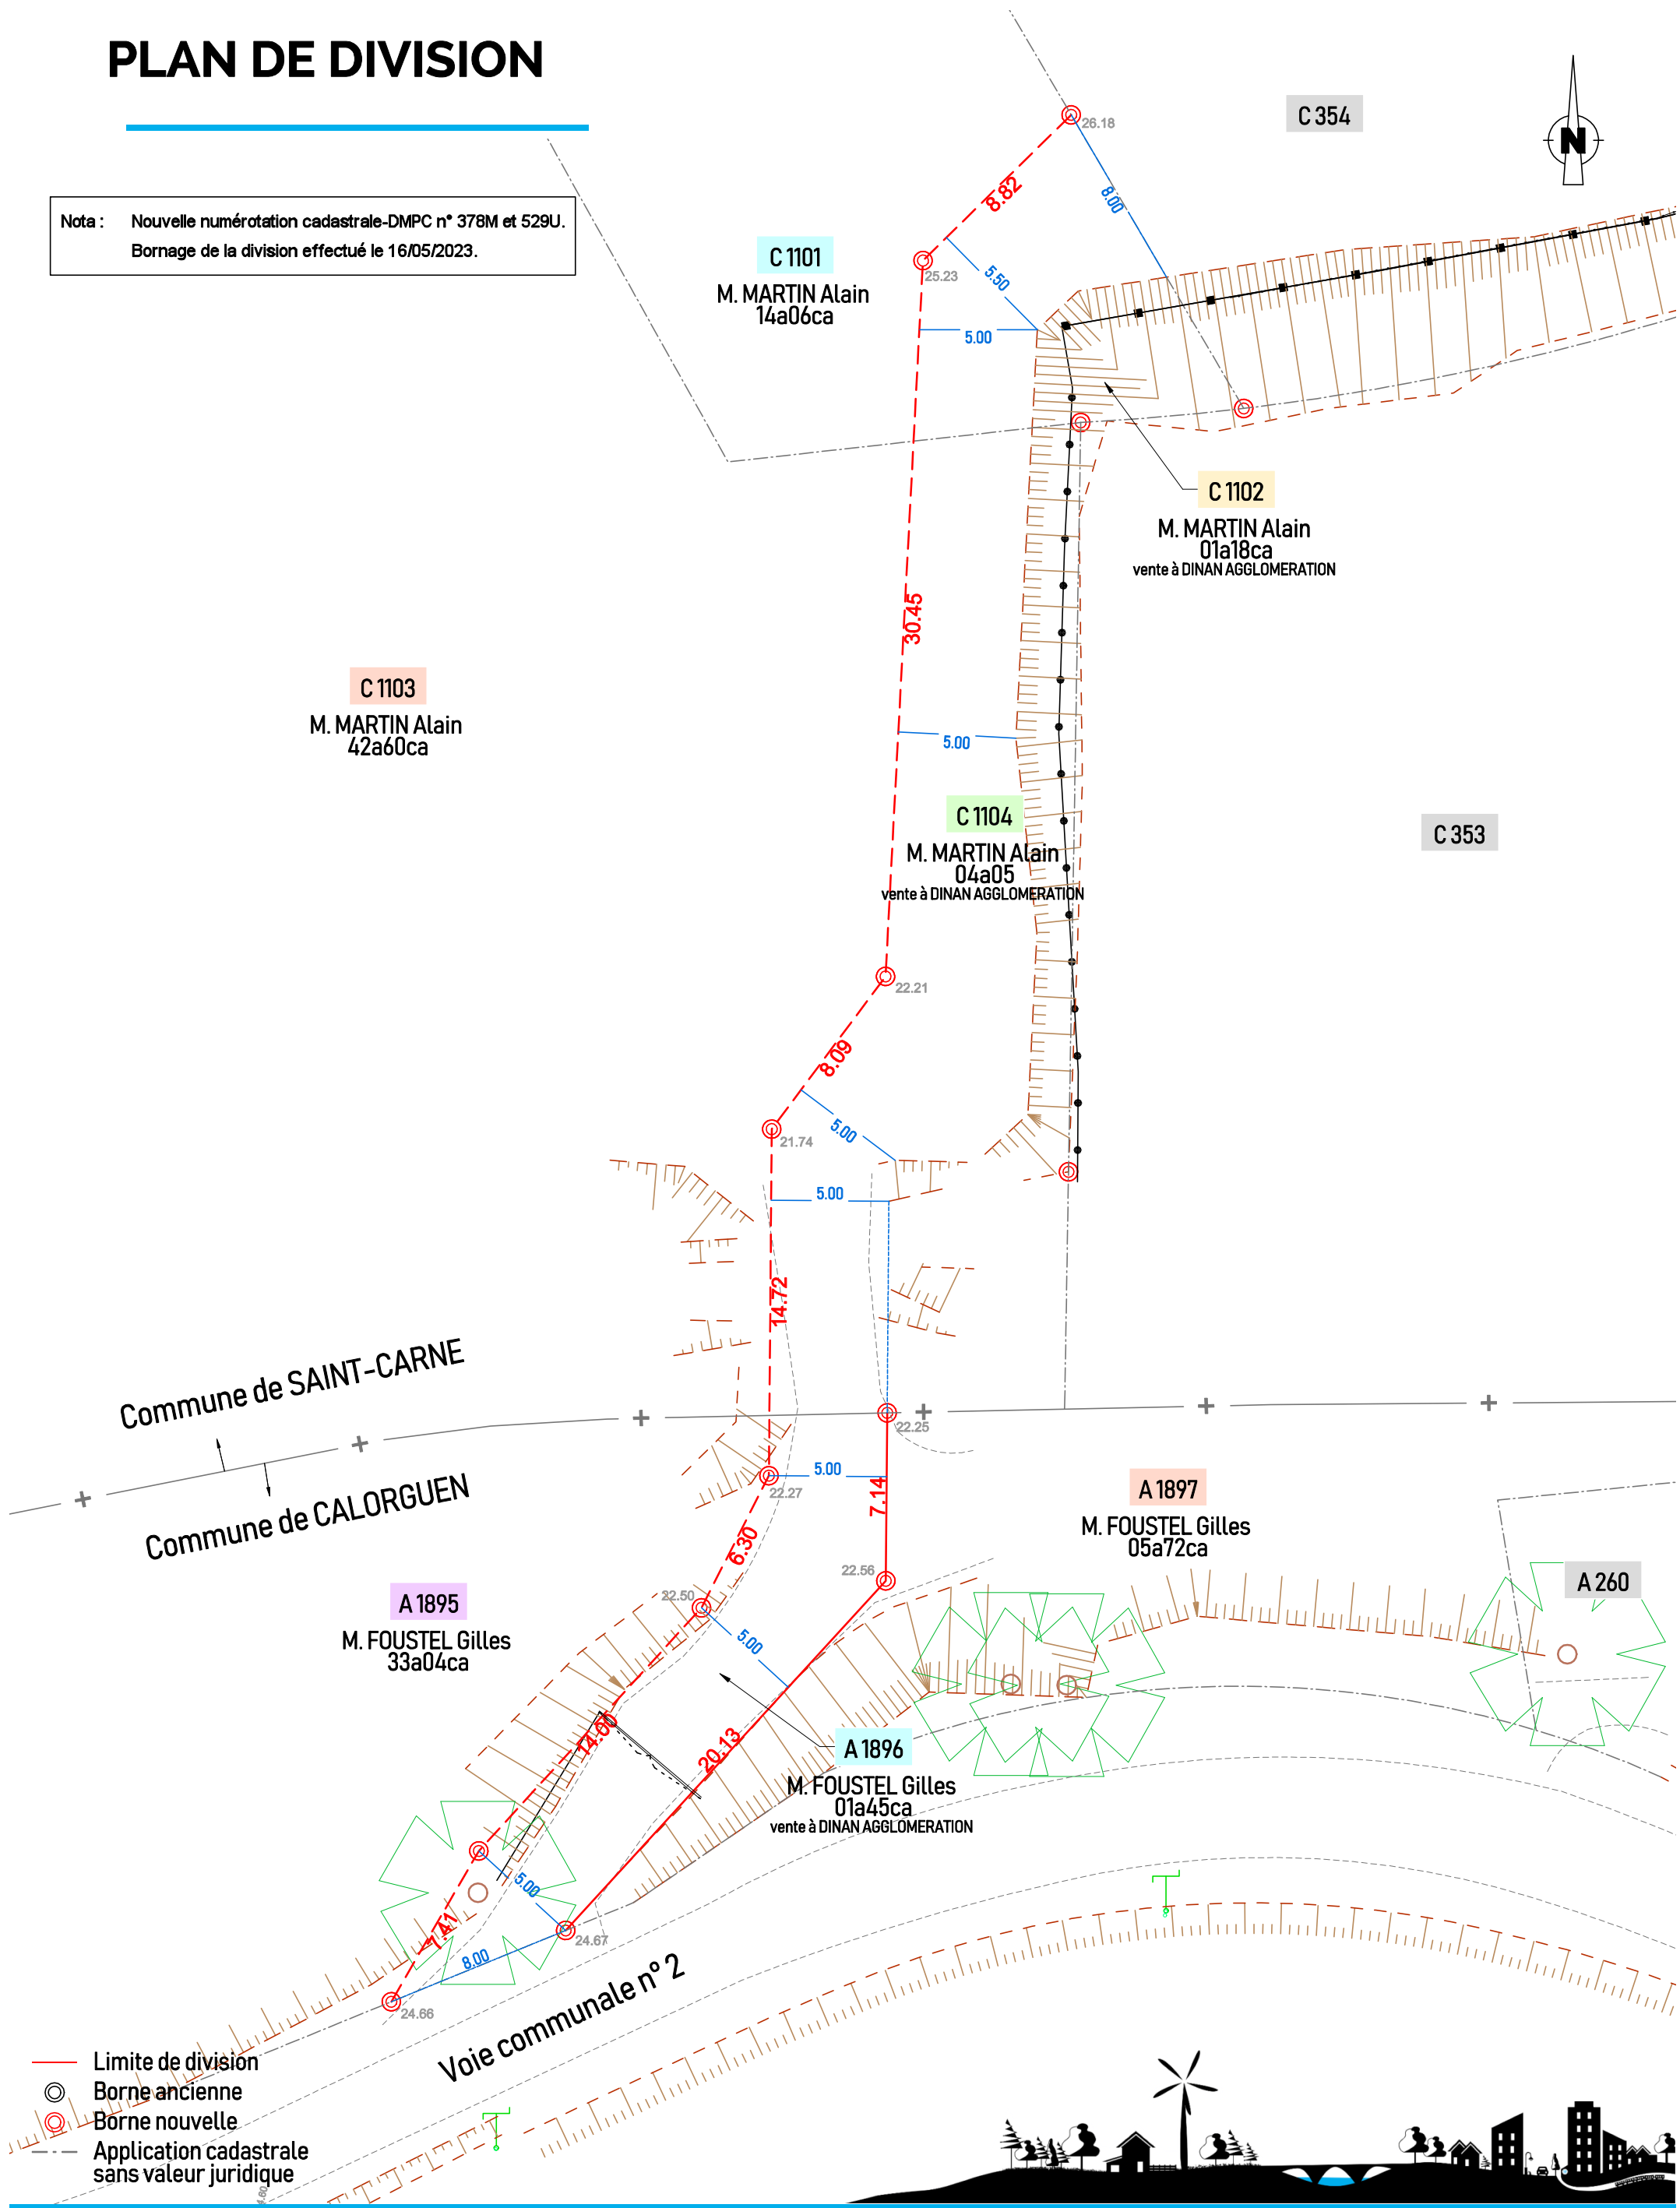 PLAN DE DIVISION
Nota : Nouvelle numérotation cadastrale-DMPC n° 378M et 529U.
Bornage de la division effectué le 16/05/2023.
26.18
C 354
N
8.82
8.00
C 1101
M. MARTIN Alain
14a06ca
25.23
5.50
5.00
C 1102
M. MARTIN Alain
01a18ca
vente à DINAN AGGLOMERATION
30.45
C 1103
M. MARTIN Alain
42a60ca
5.00
C 1104
M. MARTIN Alain
04a05
vente à DINAN AGGLOMERATION
C 353
22.21
8.09
21.74
5.00
5.00
14.72
Commune de SAINT-CARNE
22.25
Commune de CALORGUEN
5.00
22.27
7.14
A 1897
M. FOUSTEL Gilles
05a72ca
6.30
22.56
22.50
A 260
A 1895
M. FOUSTEL Gilles
33a04ca
5.00
14.00
20.13
A 1896
M. FOUSTEL Gilles
01a45ca
vente à DINAN AGGLOMERATION
5.00
7.41
24.67
8.00
24.66
Voie communale n° 2
Limite de division
Borne ancienne
Borne nouvelle
Application cadastrale
sans valeur juridique